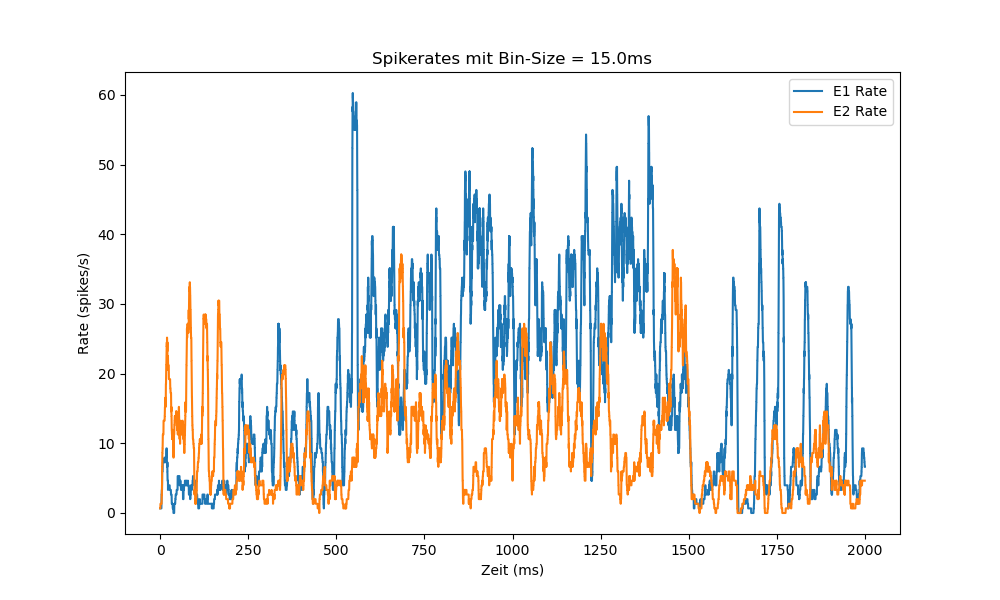 Spikerates mit Bin-Size = 15.0ms
E1 Rate
E2 Rate
Rate (spikes/s)
60
50
40
30
20
10
0
0 250 500 750 1000 1250 1500 1750 2000
Zeit (ms)